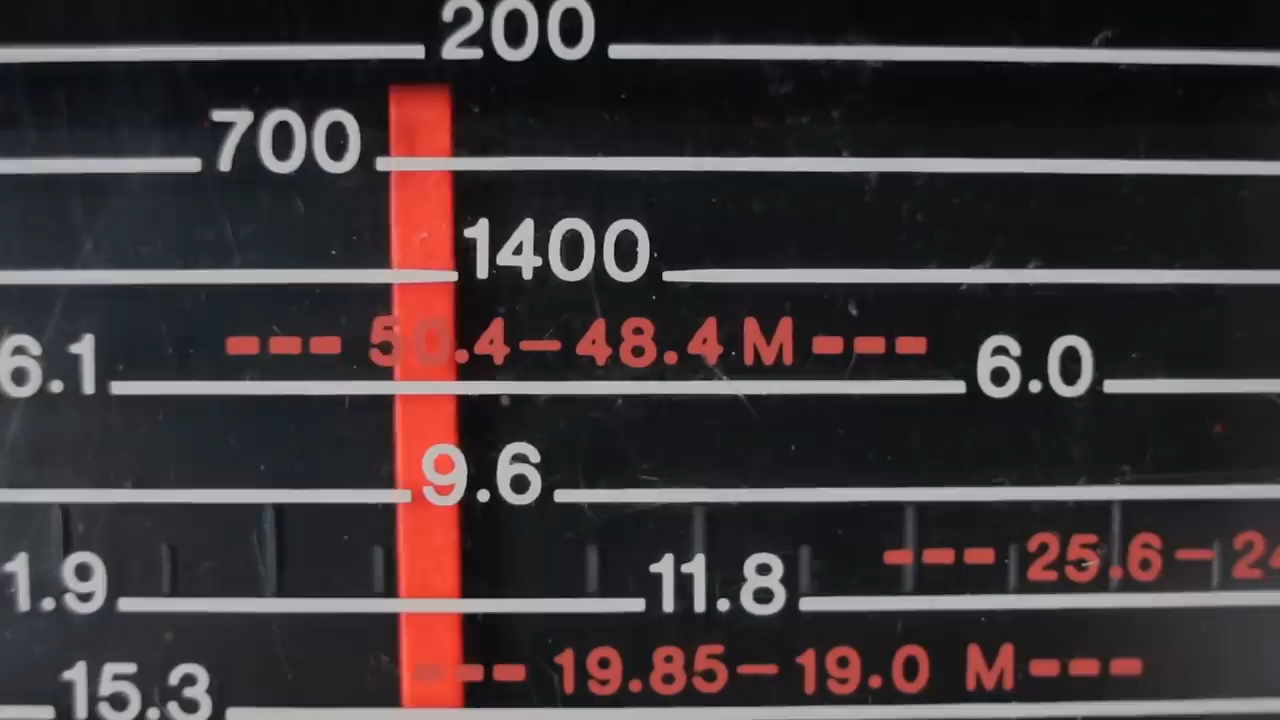 200
700
1400
6.1 --- 50.4–48.4 M --- 6.0
9.6
1.9 11.8 --- 25.6–24
--- 19.85–19.0 M ---
15.3